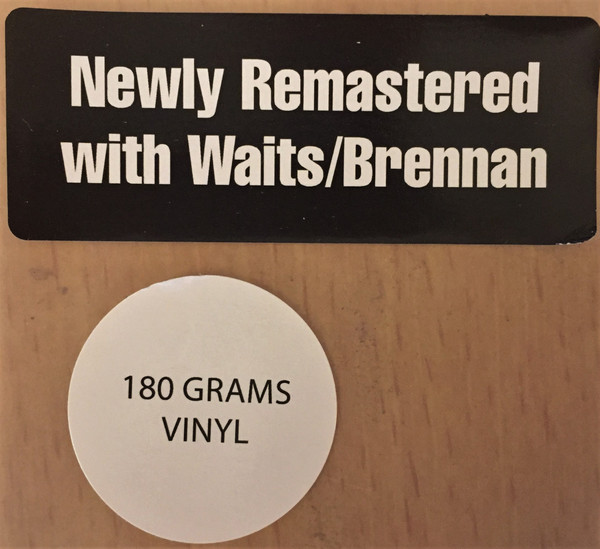 Newly Remastered
with Waits/Brennan
180 GRAMS
VINYL